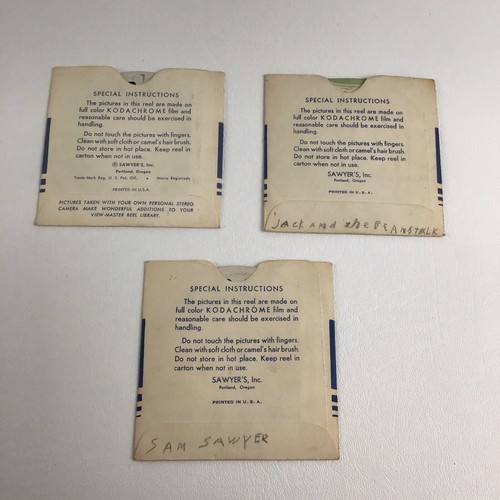 SPECIAL INSTRUCTIONS
The pictures in this reel are made on
full color KODACHROME film and
reasonable care should be exercised in
handling.
Do not touch the pictures with fingers.
Clean with soft cloth or camel's hair brush.
Do not store in hot place. Keep reel in
carton when not in use.
© SAWYER'S, Inc.
Portland, Oregon
Trade-Mark Reg. U. S. Pat. Off. • Marca Registrada
PRINTED IN U.S.A.
PICTURES TAKEN WITH YOUR OWN PERSONAL STEREO
CAMERA MAKE WONDERFUL ADDITIONS TO YOUR
VIEW-MASTER REEL LIBRARY.
SPECIAL INSTRUCTIONS
The pictures in this reel are made on
full color KODACHROME film and
reasonable care should be exercised in
handling.
Do not touch the pictures with fingers.
Clean with soft cloth or camel's hair brush.
Do not store in hot place. Keep reel in
carton when not in use.
SAWYER'S, Inc.
Portland, Oregon
PRINTED IN U. S. A.
Jack and the BEANSTALK
SPECIAL INSTRUCTIONS
The pictures in this reel are made on
full color KODACHROME film and
reasonable care should be exercised in
handling.
Do not touch the pictures with fingers.
Clean with soft cloth or camel's hair brush.
Do not store in hot place. Keep reel in
carton when not in use.
SAWYER'S, Inc.
Portland, Oregon
PRINTED IN U. S. A.
SAM SAWYER